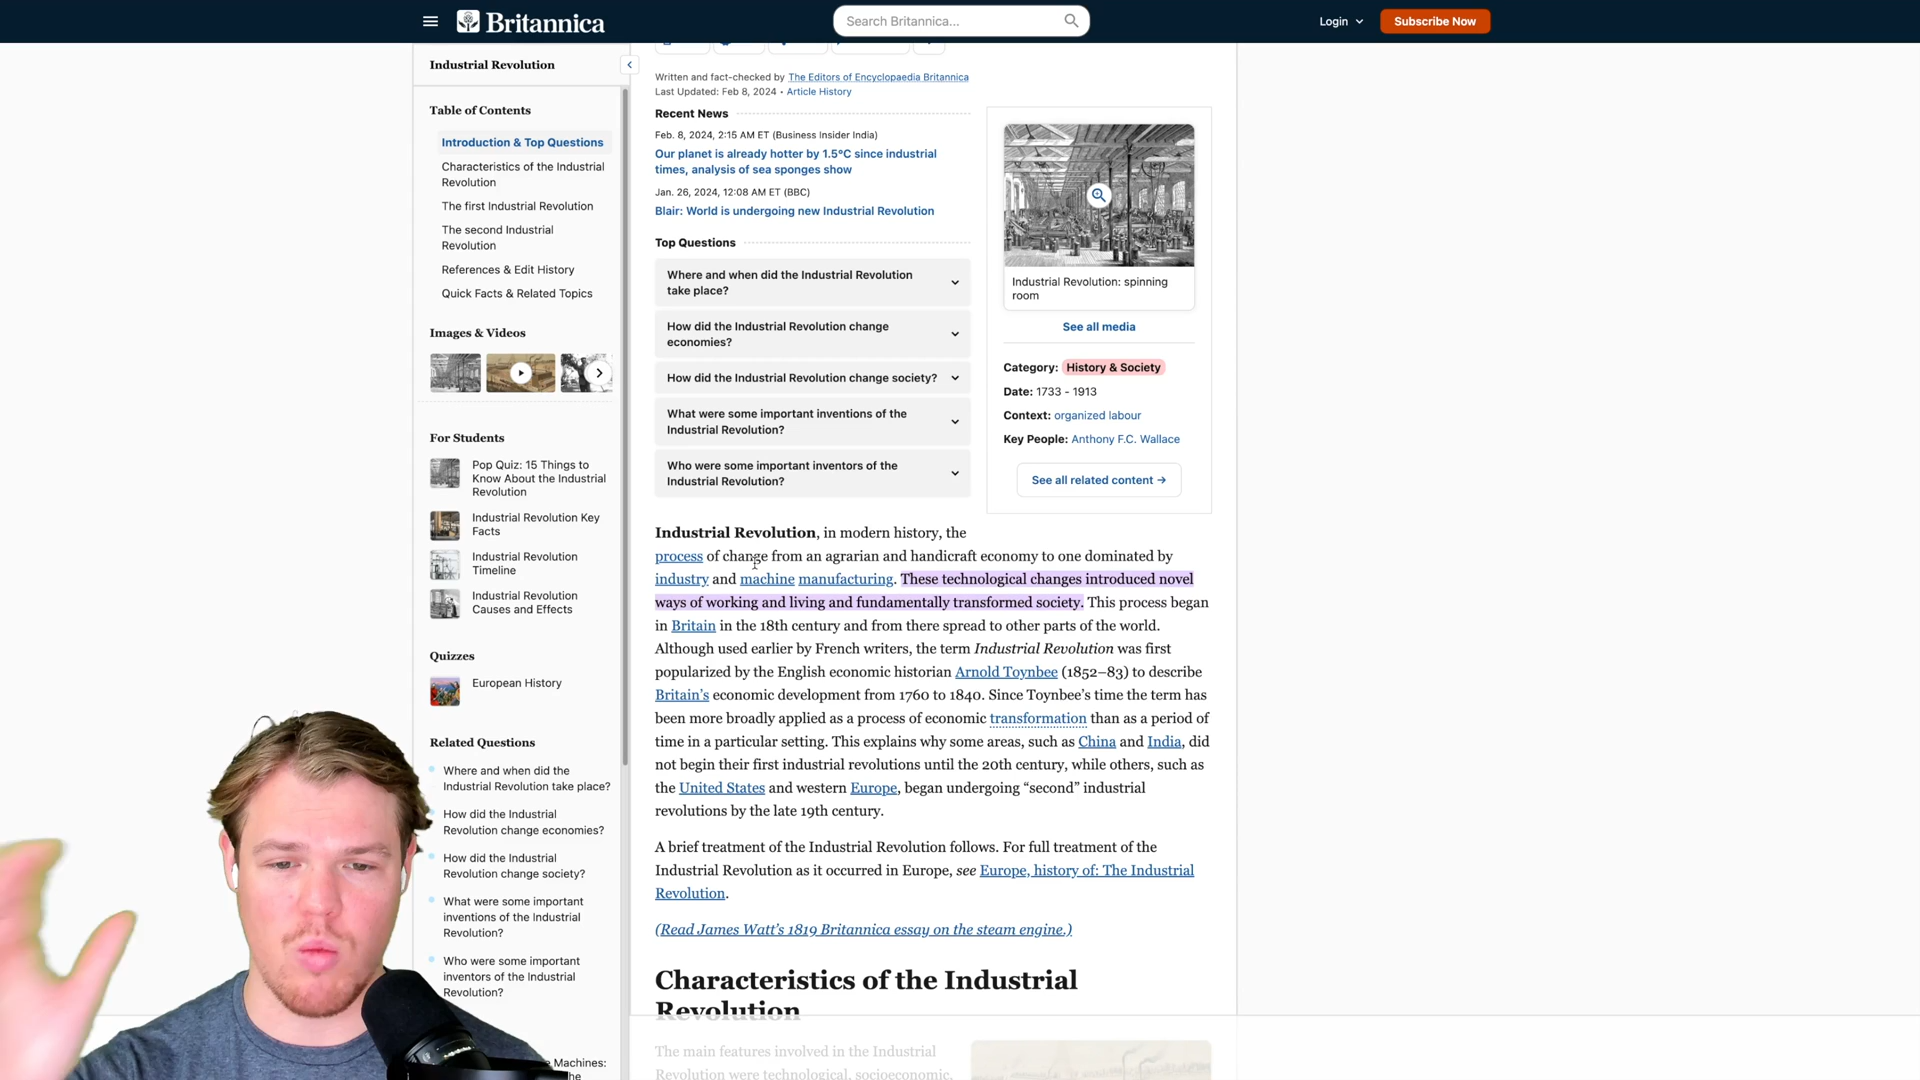 Britannica
Search Britannica...
Login
Subscribe Now
Industrial Revolution
Table of Contents
Introduction & Top Questions
Characteristics of the Industrial
Revolution
The first Industrial Revolution
The second Industrial
Revolution
References & Edit History
Quick Facts & Related Topics
Images & Videos
For Students
Pop Quiz: 15 Things to
Know About the Industrial
Revolution
Industrial Revolution Key
Facts
Industrial Revolution
Timeline
Industrial Revolution
Causes and Effects
Quizzes
European History
Related Questions
Where and when did the
Industrial Revolution take place?
How did the Industrial
Revolution change economies?
How did the Industrial
Revolution change society?
What were some important
inventions of the Industrial
Revolution?
Who were some important
inventors of the Industrial
Revolution?
Machines:
he
Written and fact-checked by The Editors of Encyclopaedia Britannica
Last Updated: Feb 8, 2024 • Article History
Recent News
Feb. 8, 2024, 2:15 AM ET (Business Insider India)
Our planet is already hotter by 1.5°C since industrial
times, analysis of sea sponges show
Jan. 26, 2024, 12:08 AM ET (BBC)
Blair: World is undergoing new Industrial Revolution
Top Questions
Where and when did the Industrial Revolution
take place?
How did the Industrial Revolution change
economies?
How did the Industrial Revolution change society?
What were some important inventions of the
Industrial Revolution?
Who were some important inventors of the
Industrial Revolution?
Industrial Revolution: spinning
room
See all media
Category: History & Society
Date: 1733 - 1913
Context: organized labour
Key People: Anthony F.C. Wallace
See all related content →
Industrial Revolution, in modern history, the
process of change from an agrarian and handicraft economy to one dominated by
industry and machine manufacturing. These technological changes introduced novel
ways of working and living and fundamentally transformed society. This process began
in Britain in the 18th century and from there spread to other parts of the world.
Although used earlier by French writers, the term Industrial Revolution was first
popularized by the English economic historian Arnold Toynbee (1852–83) to describe
Britain's economic development from 1760 to 1840. Since Toynbee's time the term has
been more broadly applied as a process of economic transformation than as a period of
time in a particular setting. This explains why some areas, such as China and India, did
not begin their first industrial revolutions until the 20th century, while others, such as
the United States and western Europe, began undergoing “second” industrial
revolutions by the late 19th century.
A brief treatment of the Industrial Revolution follows. For full treatment of the
Industrial Revolution as it occurred in Europe, see Europe, history of: The Industrial
Revolution.
(Read James Watt's 1819 Britannica essay on the steam engine.)
Characteristics of the Industrial
Revolution
The main features involved in the Industrial
Revolution were technological, socioeconomic,